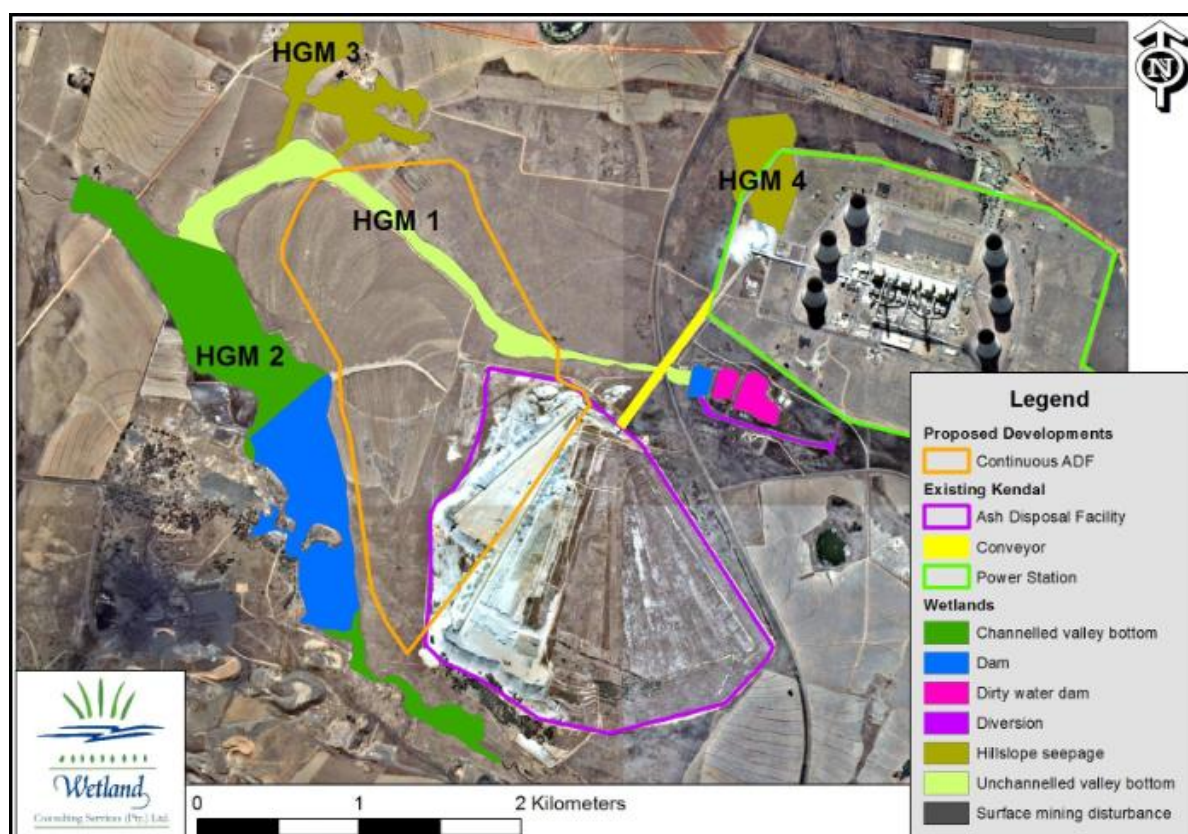 HGM 3
N
HGM 4
HGM 1
HGM 2
Legend
Proposed Developments
Continuous ADF
Existing Kendal
Ash Disposal Facility
Conveyor
Power Station
Wetlands
Channelled valley bottom
Dam
Dirty water dam
Diversion
Hillslope seepage
Unchannelled valley bottom
Surface mining disturbance
Wetland
Consulting Services (Pty.) Ltd.
0 1 2 Kilometers